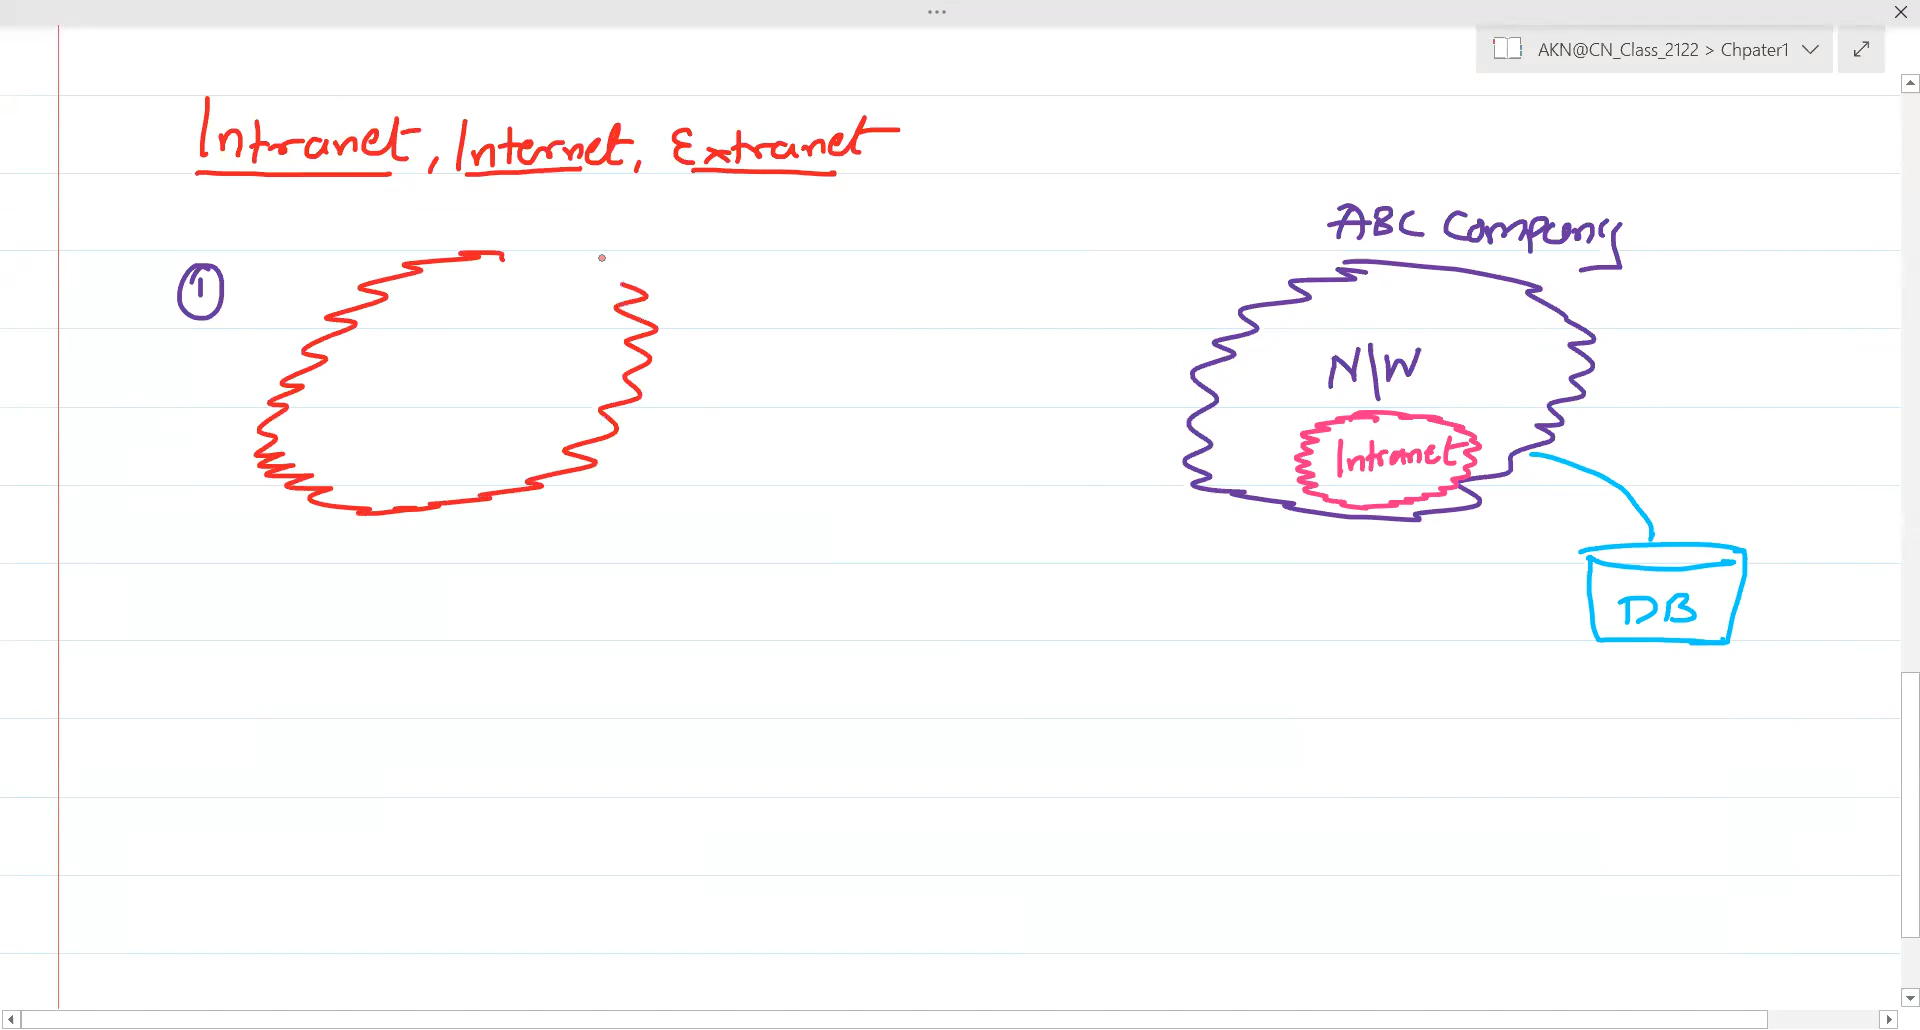 AKN@CN_Class_2122 > Chpater1
Intranet, Internet, Extranet
ABC Company
1
N/W
Intranet
DB